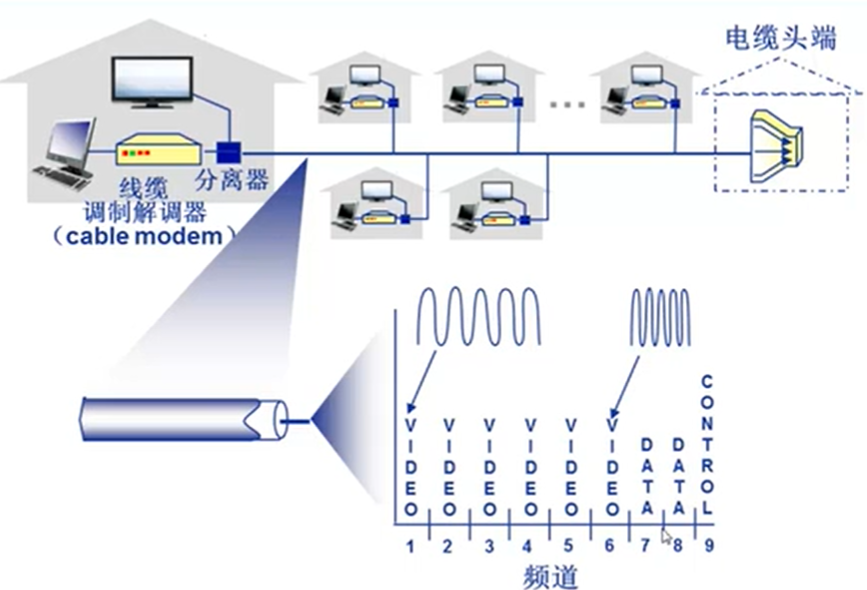 电缆头端
线缆
调制解调器
（cable modem）
分离器
VIDEO
VIDEO
VIDEO
VIDEO
VIDEO
VIDEO
DATA
DATA
CONTROL
1 2 3 4 5 6 7 8 9
频道